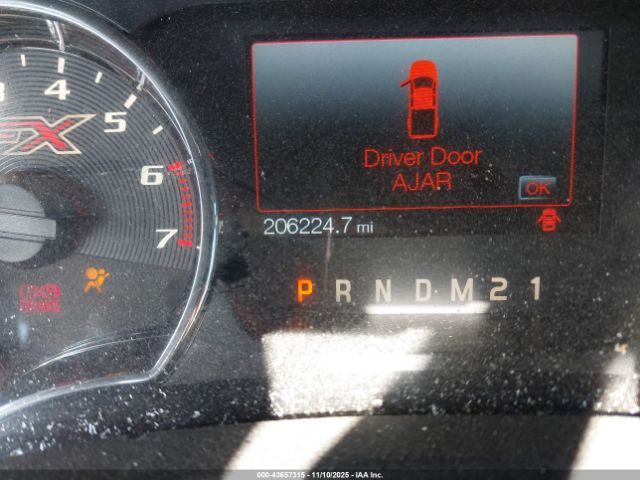 4
5
6
7
FX
Driver Door
AJAR
OK
206224.7 mi
P R N D M 2 1
000-43657315 - 11/10/2025 - IAA Inc.